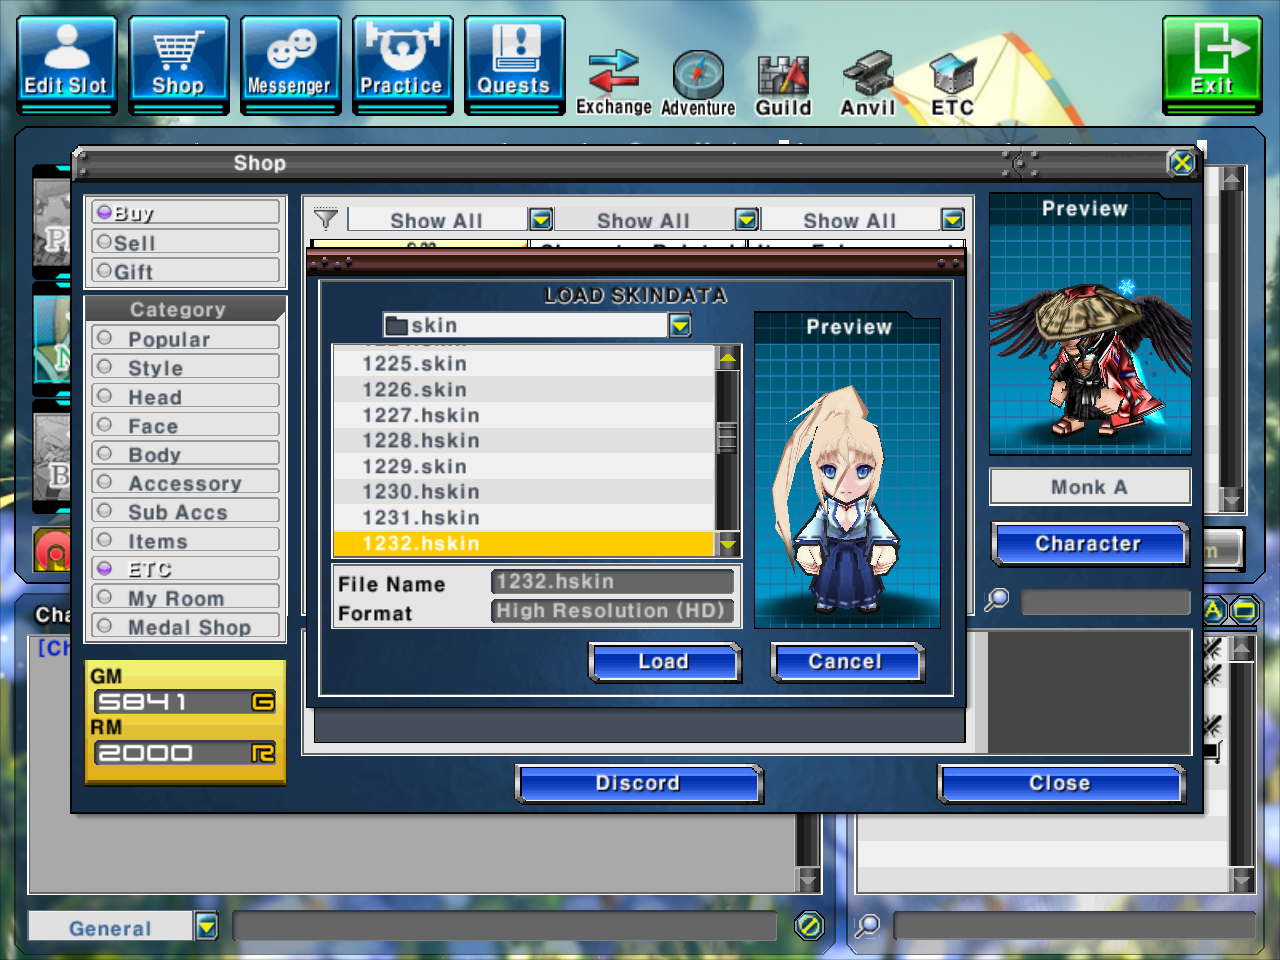 Edit Slot
Shop
Messenger
Practice
Quests
Exchange
Adventure
Guild
Anvil
ETC
Exit
Shop
Buy
Sell
Gift
Category
Popular
Style
Head
Face
Body
Accessory
Sub Accs
Items
ETC
My Room
Medal Shop
GM
5841 G
RM
2000 R
Show All
Show All
Show All
LOAD SKINDATA
skin
1225.skin
1226.skin
1227.hskin
1228.hskin
1229.skin
1230.hskin
1231.hskin
1232.hskin
File Name
1232.hskin
Format
High Resolution (HD)
Preview
Load
Cancel
Preview
Monk A
Character
Discord
Close
Cha
[Ch
A
General